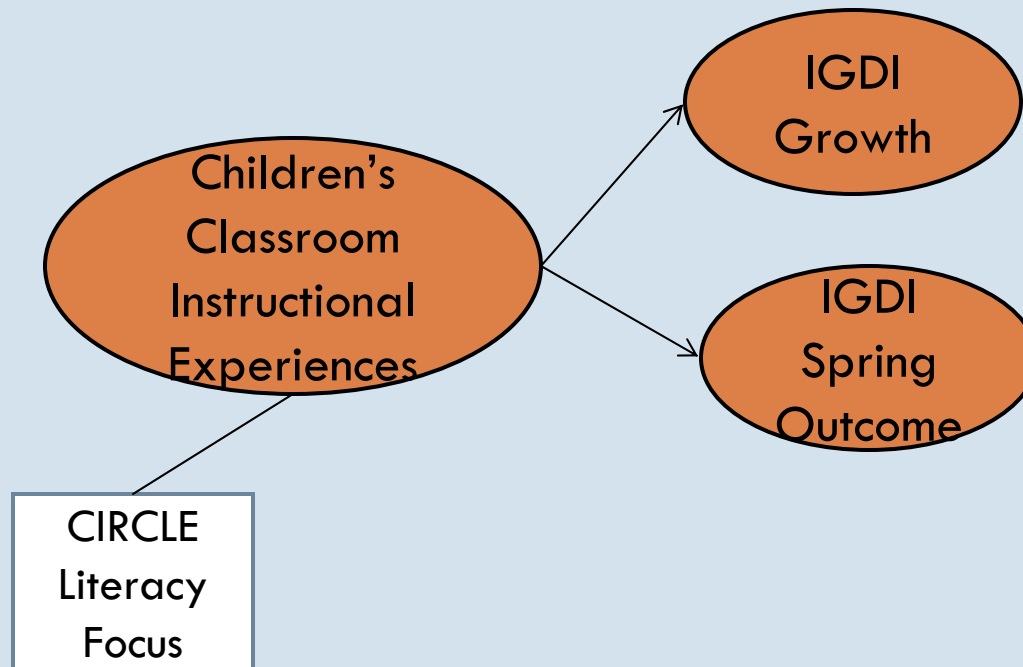 IGDI
Growth
Children’s
Classroom
Instructional
Experiences
IGDI
Spring
Outcome
CIRCLE
Literacy
Focus